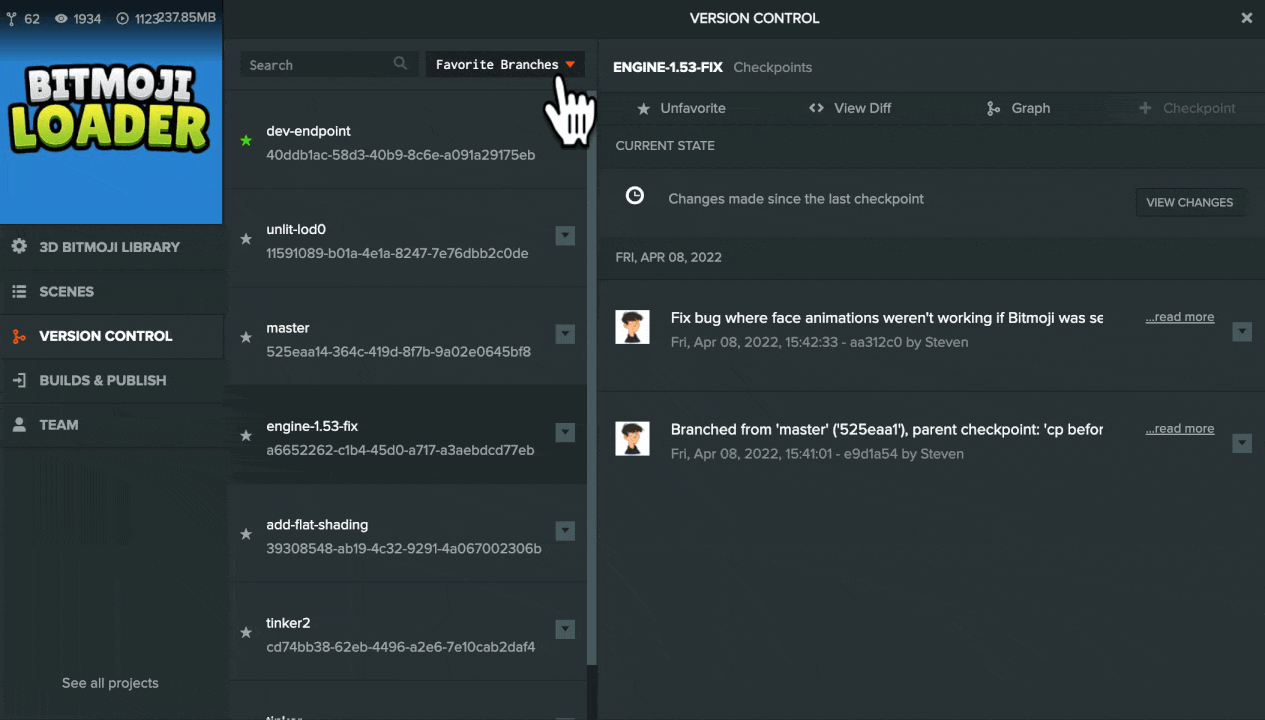 62 1934 1123 237.85MB
VERSION CONTROL
BITMOJI
LOADER
3D BITMOJI LIBRARY
SCENES
VERSION CONTROL
BUILDS & PUBLISH
TEAM
See all projects
Search
Favorite Branches
dev-endpoint
40ddb1ac-58d3-40b9-8c6e-a091a29175eb
unlit-lod0
11591089-b01a-4e1a-8247-7e76dbb2c0de
master
525eaa14-364c-419d-8f7b-9a02e0645bf8
engine-1.53-fix
a6652262-c1b4-45d0-a717-a3aebdcd77eb
add-flat-shading
39308548-ab19-4c32-9291-4a067002306b
tinker2
cd74bb38-62eb-4496-a2e6-7e10cab2daf4
ENGINE-1.53-FIX Checkpoints
Unfavorite View Diff Graph Checkpoint
CURRENT STATE
Changes made since the last checkpoint
VIEW CHANGES
FRI, APR 08, 2022
Fix bug where face animations weren't working if Bitmoji was se
...read more
Fri, Apr 08, 2022, 15:42:33 - aa312c0 by Steven
Branched from 'master' ('525eaa1'), parent checkpoint: 'cp befor
...read more
Fri, Apr 08, 2022, 15:41:01 - e9d1a54 by Steven